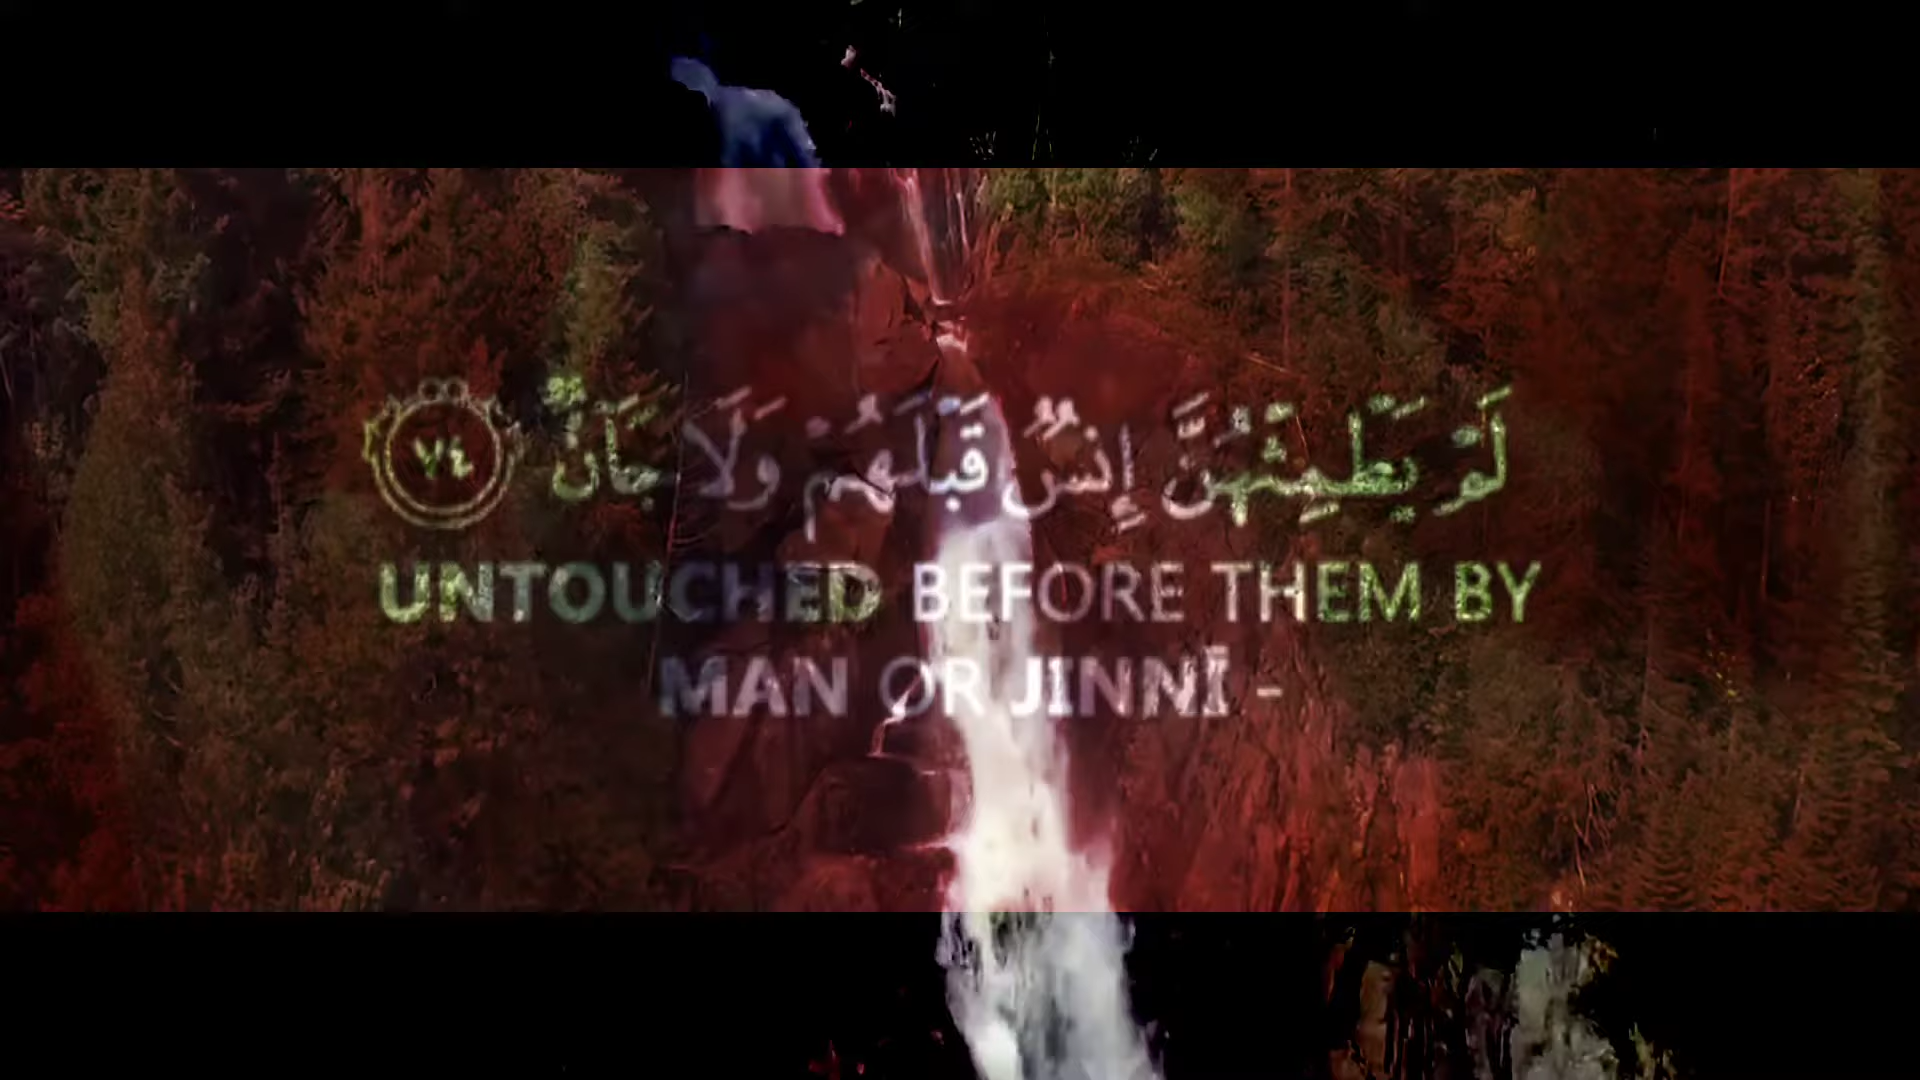 لَمْ يَطْمِثْهُنَّ إِنسٌ قَبْلَهُمْ وَلَا جَآنٌّ ٧٤
UNTOUCHED BEFORE THEM BY
MAN OR JINNĪ -